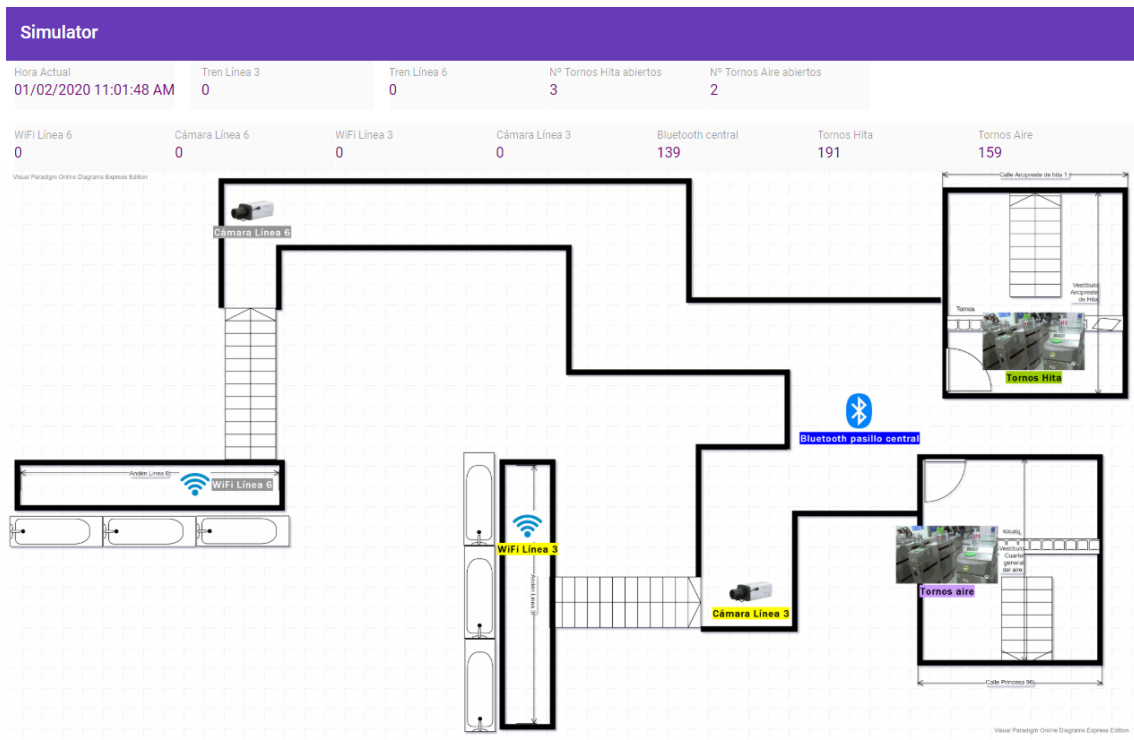 Simulator
Hora Actual
01/02/2020 11:01:48 AM
Tren Línea 3
0
Tren Línea 6
0
Nº Tornos Hita abiertos
3
Nº Tornos Aire abiertos
2
WiFi Línea 6
0
Cámara Línea 6
0
WiFi Línea 3
0
Cámara Línea 3
0
Bluetooth central
139
Tornos Hita
191
Tornos Aire
159
Visual Paradigm Online Diagrams Express Edition
Calle Arcipreste de hita 1
Cámara Línea 6
Vestíbulo
Arcipreste
de Hita
Tornos
Tornos Hita
Bluetooth pasillo central
Andén Línea 6
WiFi Línea 6
WiFi Línea 3
Andén Línea 3
Tornos
Vestíbulo
Cuartel
general
del aire
Tornos aire
Cámara Línea 3
Calle Princesa 90
Visual Paradigm Online Diagrams Express Edition